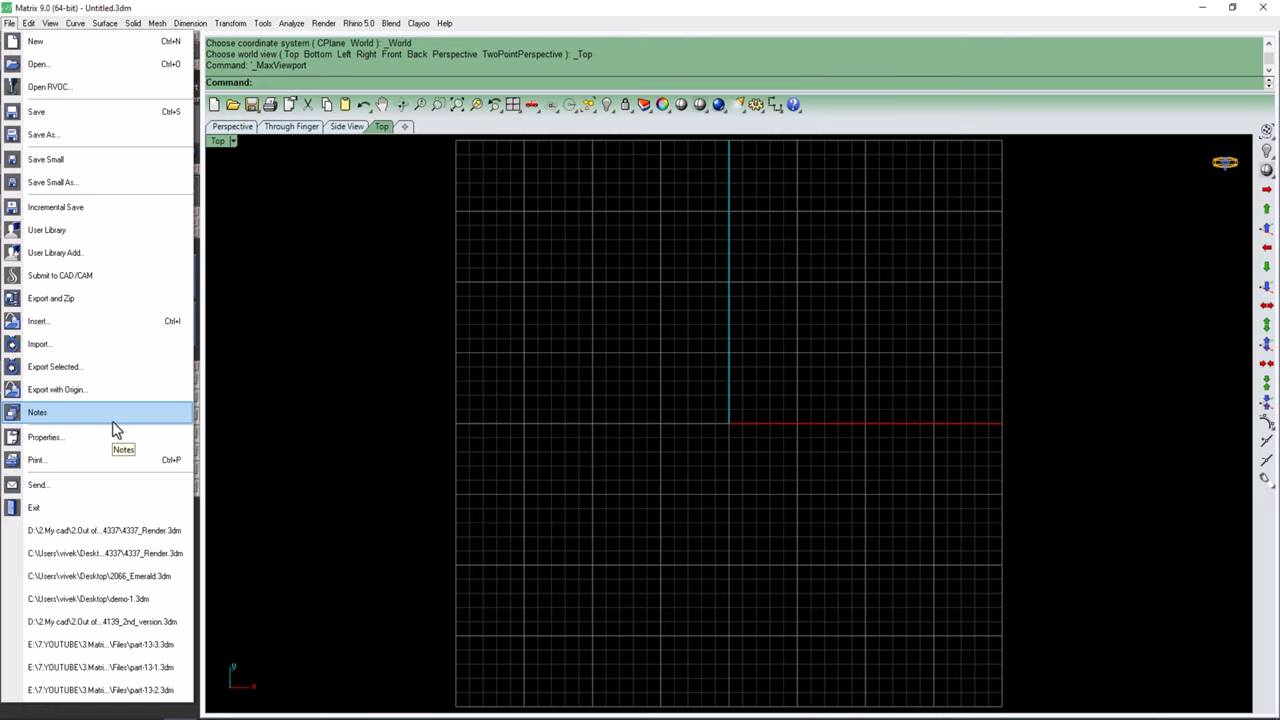 Matrix 9.0 (64-bit) - Untitled.3dm
File Edit View Curve Surface Solid Mesh Dimension Transform Tools Analyze Render Rhino 5.0 Blend Clayoo Help
New Ctrl+N
Open... Ctrl+O
Open RVOC...
Save Ctrl+S
Save As...
Save Small
Save Small As...
Incremental Save
User Library
User Library Add..
Submit to CAD/CAM
Export and Zip
Insert... Ctrl+I
Import...
Export Selected...
Export with Origin...
Notes
Properties...
Print... Ctrl+P
Send...
Exit
D:\2.My cad\2.Out of...4337\4337_Render.3dm
C:\Users\vivek\Deskt...4337\4337_Render.3dm
C:\Users\vivek\Desktop\2066_Emerald.3dm
C:\Users\vivek\Desktop\demo-1.3dm
D:\2.My cad\2.Out of...4139_2nd_version.3dm
E:\7.YOUTUBE\3.Matri...\Files\part-13-3.3dm
E:\7.YOUTUBE\3.Matri...\Files\part-13-1.3dm
E:\7.YOUTUBE\3.Matri...\Files\part-13-2.3dm
Notes
Choose coordinate system ( CPlane World ): _World
Choose world view ( Top Bottom Left Right Front Back Perspective TwoPointPerspective ): _Top
Command: '_MaxViewport
Command:
Perspective Through Finger Side View Top
Top
y
x